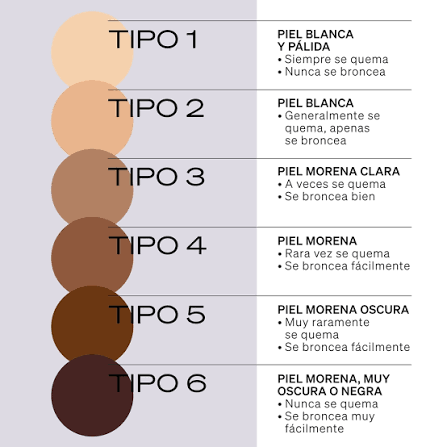 TIPO 1
PIEL BLANCA
Y PÁLIDA
• Siempre se quema
• Nunca se broncea
TIPO 2
PIEL BLANCA
• Generalmente se
quema, apenas
se broncea
TIPO 3
PIEL MORENA CLARA
• A veces se quema
• Se broncea bien
TIPO 4
PIEL MORENA
• Rara vez se quema
• Se broncea fácilmente
TIPO 5
PIEL MORENA OSCURA
• Muy raramente
se quema
• Se broncea fácilmente
TIPO 6
PIEL MORENA, MUY
OSCURA O NEGRA
• Nunca se quema
• Se broncea muy
fácilmente